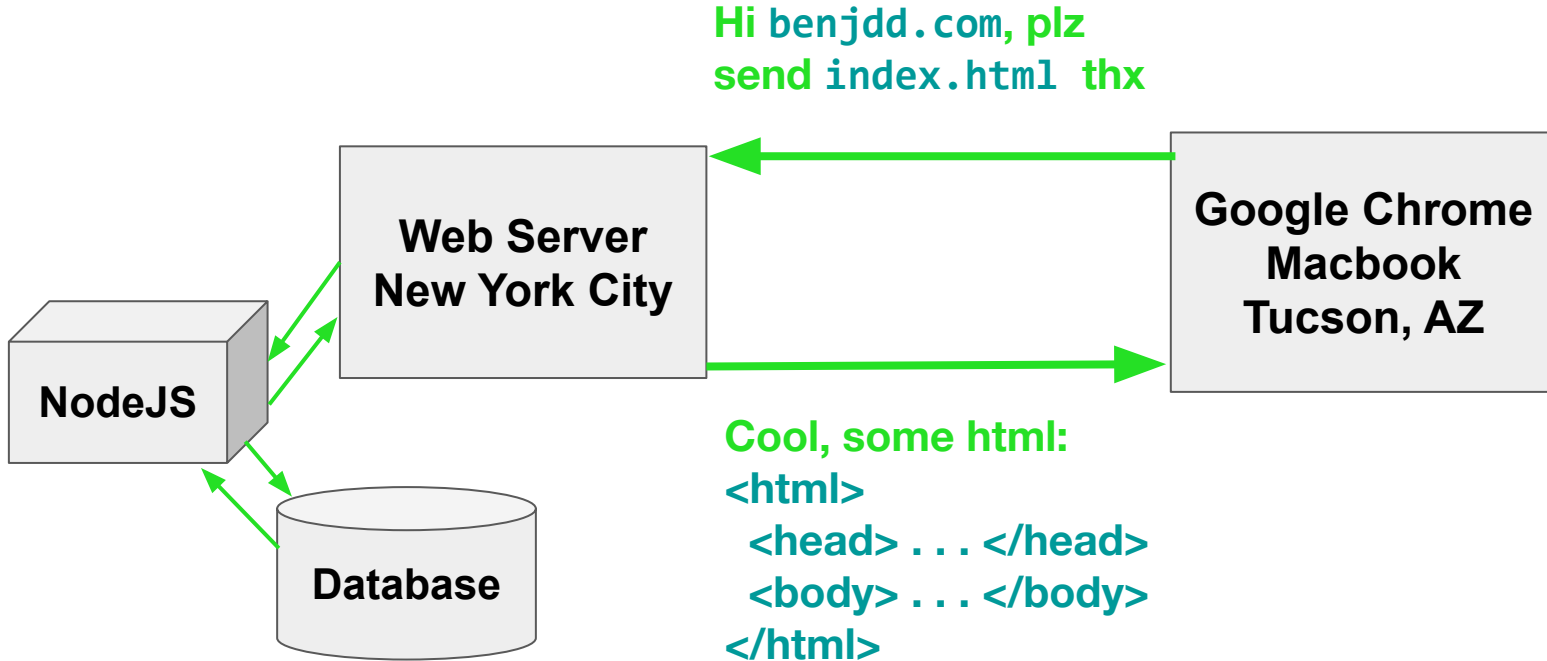 Hi benjdd.com, plz
send index.html thx
Web Server
New York City
Google Chrome
Macbook
Tucson, AZ
NodeJS
Database
Cool, some html:
<html>
<head> . . . </head>
<body> . . . </body>
</html>